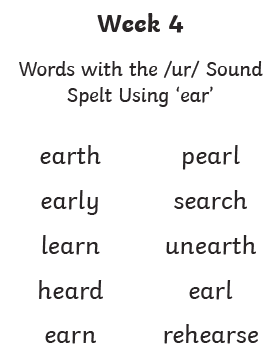 Week 4
Words with the /ur/ Sound
Spelt Using ‘ear’
earth pearl
early search
learn unearth
heard earl
earn rehearse